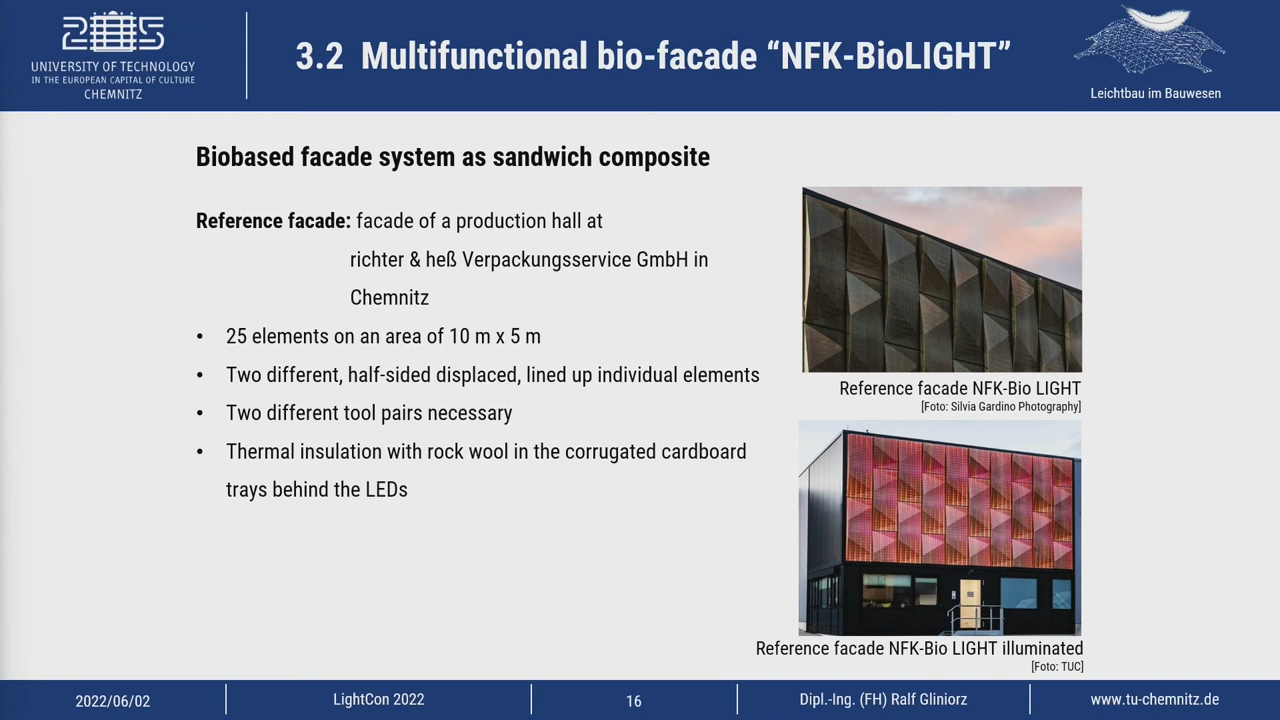 2025
UNIVERSITY OF TECHNOLOGY
IN THE EUROPEAN CAPITAL OF CULTURE
CHEMNITZ
3.2 Multifunctional bio-facade “NFK-BioLIGHT”
Leichtbau im Bauwesen
Biobased facade system as sandwich composite
Reference facade: facade of a production hall at
richter & heß Verpackungsservice GmbH in
Chemnitz
• 25 elements on an area of 10 m x 5 m
• Two different, half-sided displaced, lined up individual elements
• Two different tool pairs necessary
• Thermal insulation with rock wool in the corrugated cardboard
trays behind the LEDs
Reference facade NFK-Bio LIGHT
[Foto: Silvia Gardino Photography]
Reference facade NFK-Bio LIGHT illuminated
[Foto: TUC]
2022/06/02
LightCon 2022
16
Dipl.-Ing. (FH) Ralf Gliniorz
www.tu-chemnitz.de